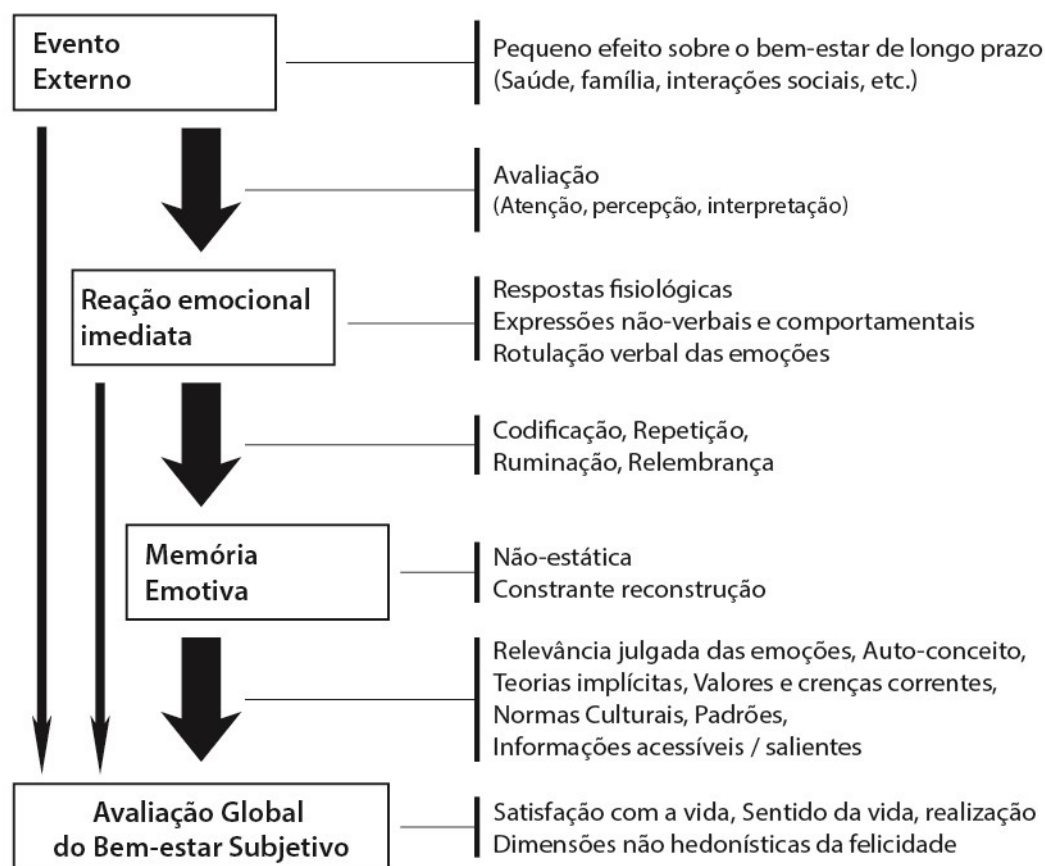 Evento
Externo
Pequeno efeito sobre o bem-estar de longo prazo
(Saúde, família, interações sociais, etc.)
Avaliação
(Atenção, percepção, interpretação)
Reação emocional
imediata
Respostas fisiológicas
Expressões não-verbais e comportamentais
Rotulação verbal das emoções
Codificação, Repetição,
Ruminação, Relembrança
Memória
Emotiva
Não-estática
Constrante reconstrução
Relevância julgada das emoções, Auto-conceito,
Teorias implícitas, Valores e crenças correntes,
Normas Culturais, Padrões,
Informações acessíveis / salientes
Avaliação Global
do Bem-estar Subjetivo
Satisfação com a vida, Sentido da vida, realização
Dimensões não hedonísticas da felicidade